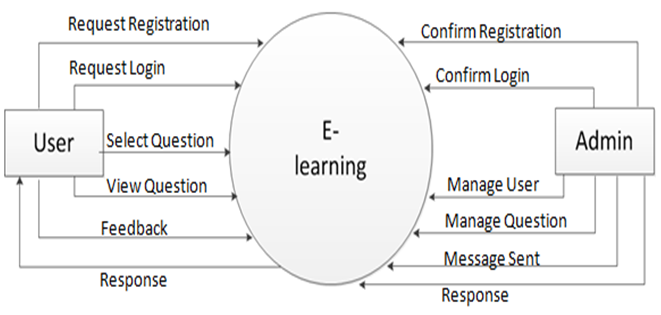 Request Registration
Confirm Registration
Request Login
Confirm Login
User
Select Question
E-
learning
Admin
View Question
Manage User
Feedback
Manage Question
Message Sent
Response
Response